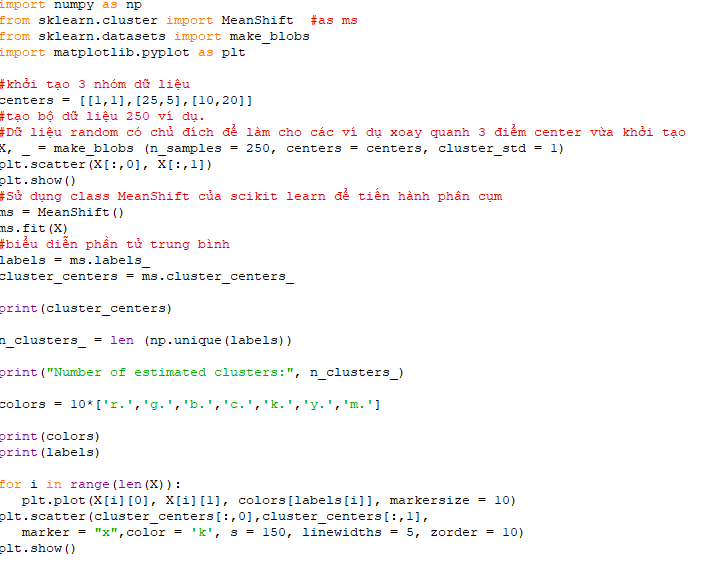 import numpy as np
from sklearn.cluster import MeanShift  #as ms
from sklearn.datasets import make_blobs
import matplotlib.pyplot as plt
#khởi tạo 3 nhóm dữ liệu
centers = [[1,1],[25,5],[10,20]]
#tạo bộ dữ liệu 250 ví dụ.
#Dữ liệu random có chủ đích để làm cho các ví dụ xoay quanh 3 điểm center vừa khởi tạo
X, _ = make_blobs (n_samples = 250, centers = centers, cluster_std = 1)
plt.scatter(X[:,0], X[:,1])
plt.show()
#Sử dụng class MeanShift của scikit learn để tiến hành phân cụm
ms = MeanShift()
ms.fit(X)
#biểu diễn phần tử trung bình
labels = ms.labels_
cluster_centers = ms.cluster_centers_
print(cluster_centers)
n_clusters_ = len (np.unique(labels))
print("Number of estimated clusters:", n_clusters_)
colors = 10*['r.','g.','b.','c.','k.','y.','m.']
print(colors)
print(labels)
for i in range(len(X)):
   plt.plot(X[i][0], X[i][1], colors[labels[i]], markersize = 10)
plt.scatter(cluster_centers[:,0],cluster_centers[:,1],
   marker = "x",color = 'k', s = 150, linewidths = 5, zorder = 10)
plt.show()